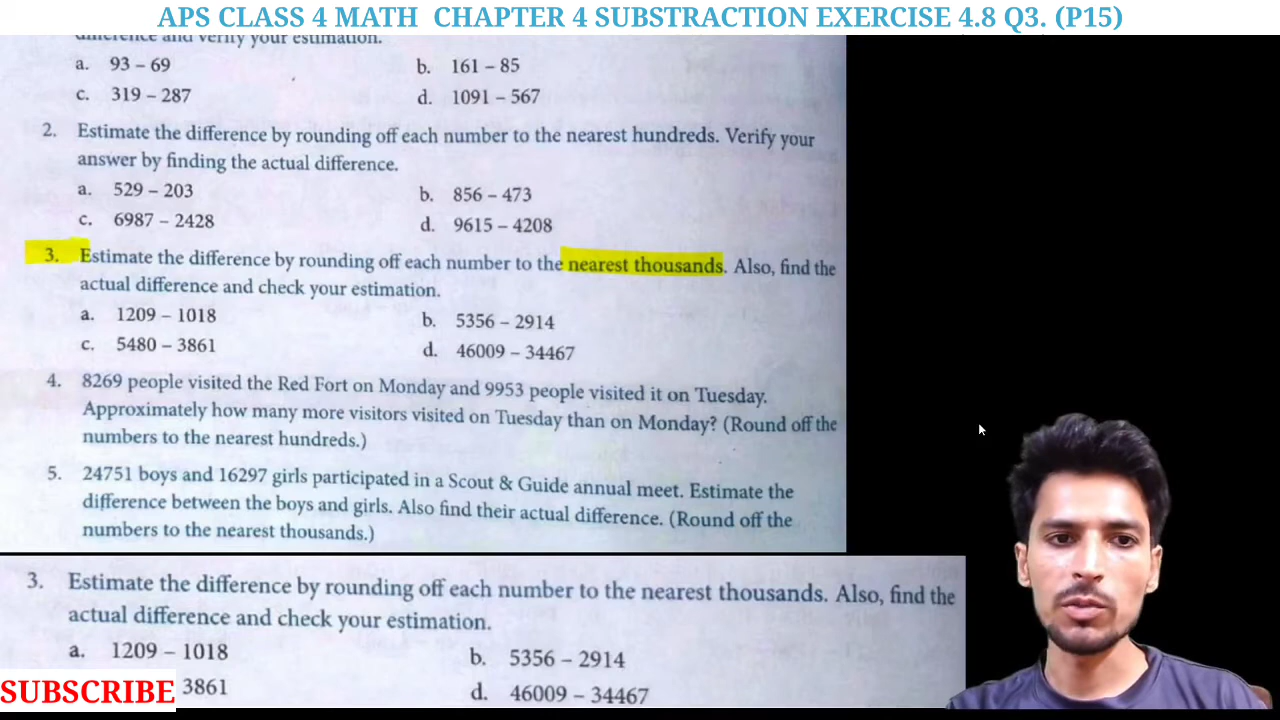 APS CLASS 4 MATH CHAPTER 4 SUBSTRACTION EXERCISE 4.8 Q3. (P15)
difference and verify your estimation.
a. 93 – 69 b. 161 – 85
c. 319 – 287 d. 1091 – 567
2. Estimate the difference by rounding off each number to the nearest hundreds. Verify your
answer by finding the actual difference.
a. 529 – 203 b. 856 – 473
c. 6987 – 2428 d. 9615 – 4208
3. Estimate the difference by rounding off each number to the nearest thousands. Also, find the
actual difference and check your estimation.
a. 1209 – 1018 b. 5356 – 2914
c. 5480 – 3861 d. 46009 – 34467
4. 8269 people visited the Red Fort on Monday and 9953 people visited it on Tuesday.
Approximately how many more visitors visited on Tuesday than on Monday? (Round off the
numbers to the nearest hundreds.)
5. 24751 boys and 16297 girls participated in a Scout & Guide annual meet. Estimate the
difference between the boys and girls. Also find their actual difference. (Round off the
numbers to the nearest thousands.)
3. Estimate the difference by rounding off each number to the nearest thousands. Also, find the
actual difference and check your estimation.
a. 1209 – 1018 b. 5356 – 2914
SUBSCRIBE 3861 d. 46009 – 34467